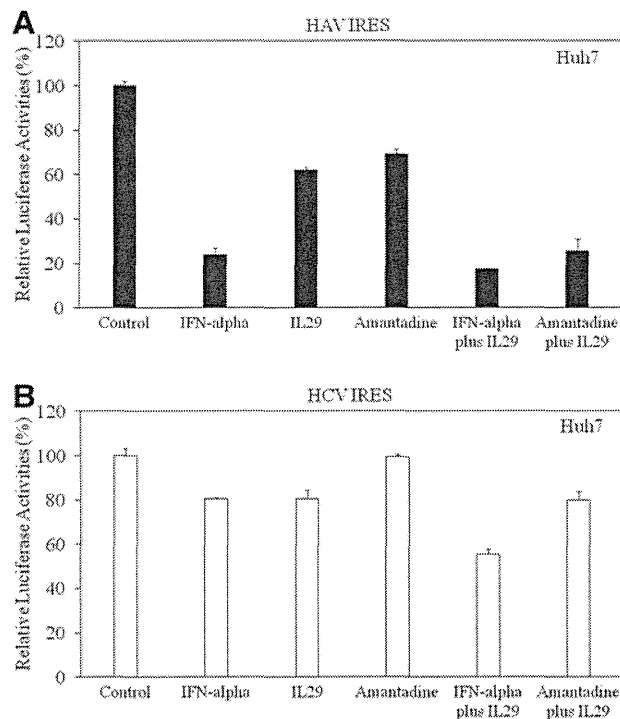 A
HAV IRES
Huh7
Relative Luciferase Activities (%)
120
100
80
60
40
20
0
Control IFN-alpha IL29 Amantadine IFN-alpha plus IL29 Amantadine plus IL29
B
HCV IRES
Huh7
Relative Luciferase Activities (%)
120
100
80
60
40
20
0
Control IFN-alpha IL29 Amantadine IFN-alpha plus IL29 Amantadine plus IL29